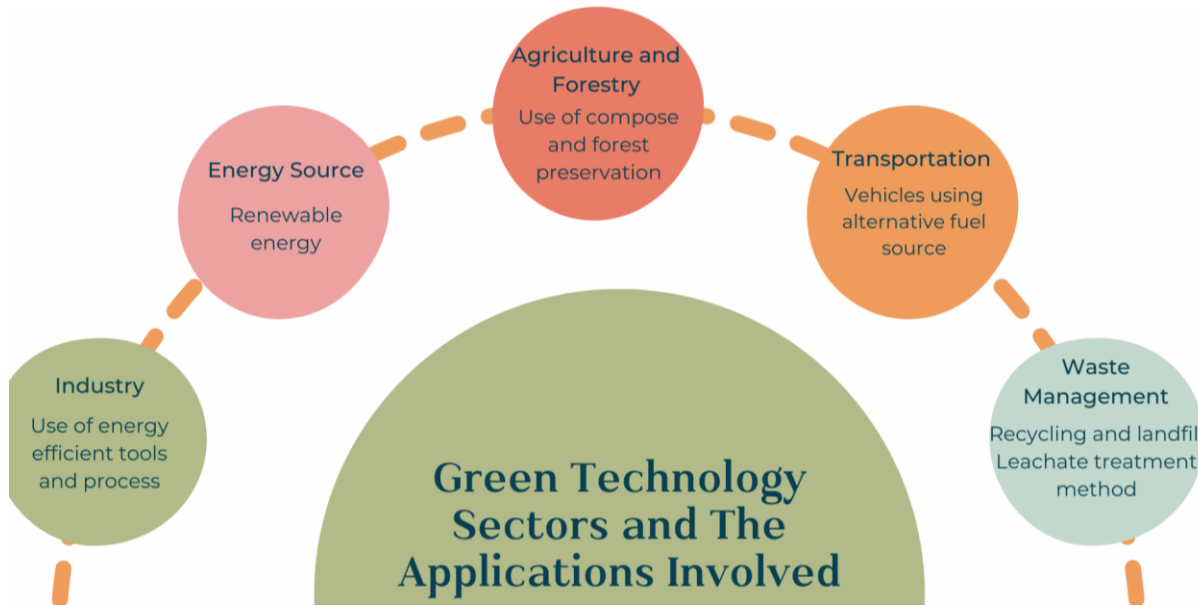 Agriculture and
Forestry
Use of compose
and forest
preservation
Energy Source
Renewable
energy
Transportation
Vehicles using
alternative fuel
source
Industry
Use of energy
efficient tools
and process
Waste
Management
Recycling and landfil
Leachate treatment
method
Green Technology
Sectors and The
Applications Involved